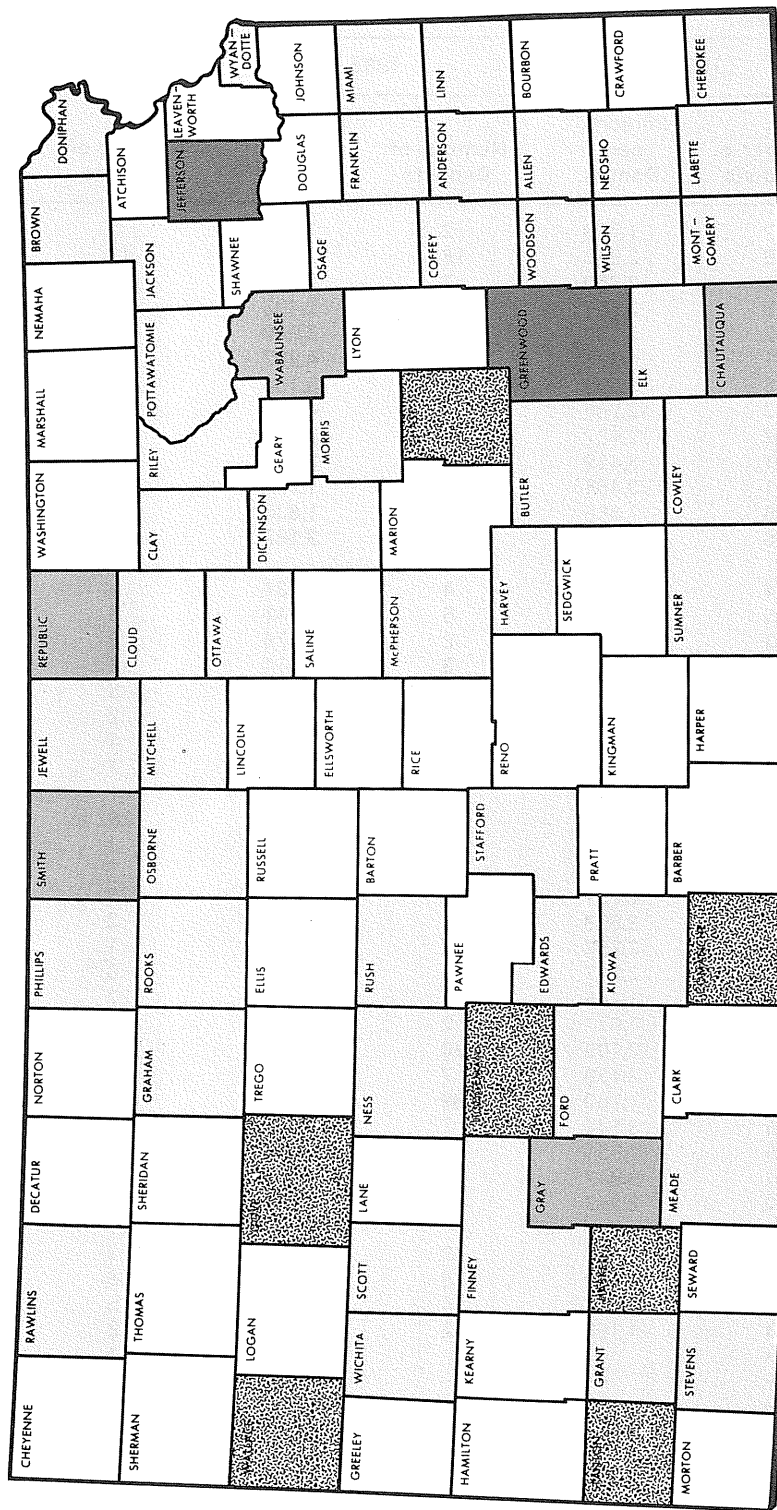 CHEYENNE
RAWLINS
DECATUR
NORTON
PHILLIPS
SMITH
JEWELL
REPUBLIC
WASHINGTON
MARSHALL
NEMAHA
BROWN
DONIPHAN
SHERMAN
THOMAS
SHERIDAN
GRAHAM
ROOKS
OSBORNE
MITCHELL
CLOUD
CLAY
RILEY
POTTAWATOMIE
JACKSON
ATCHISON
JEFFERSON
LEAVEN-
WORTH
WYAN-
DOTTE
LOGAN
TREGO
ELLIS
RUSSELL
LINCOLN
OTTAWA
SALINE
DICKINSON
GEARY
WABAUNSEE
SHAWNEE
DOUGLAS
JOHNSON
GREELEY
WICHITA
SCOTT
LANE
NESS
RUSH
BARTON
ELLSWORTH
RICE
McPHERSON
MARION
MORRIS
LYON
OSAGE
FRANKLIN
MIAMI
HAMILTON
KEARNY
FINNEY
GRAY
FORD
PAWNEE
EDWARDS
STAFFORD
RENO
HARVEY
SEDGWICK
BUTLER
GREENWOOD
COFFEY
ANDERSON
LINN
WOODSON
ALLEN
BOURBON
GRANT
KIOWA
PRATT
KINGMAN
ELK
WILSON
NEOSHO
CRAWFORD
MORTON
STEVENS
SEWARD
MEADE
CLARK
BARBER
HARPER
SUMNER
COWLEY
CHAUTAUQUA
MONT-
GOMERY
LABETTE
CHEROKEE